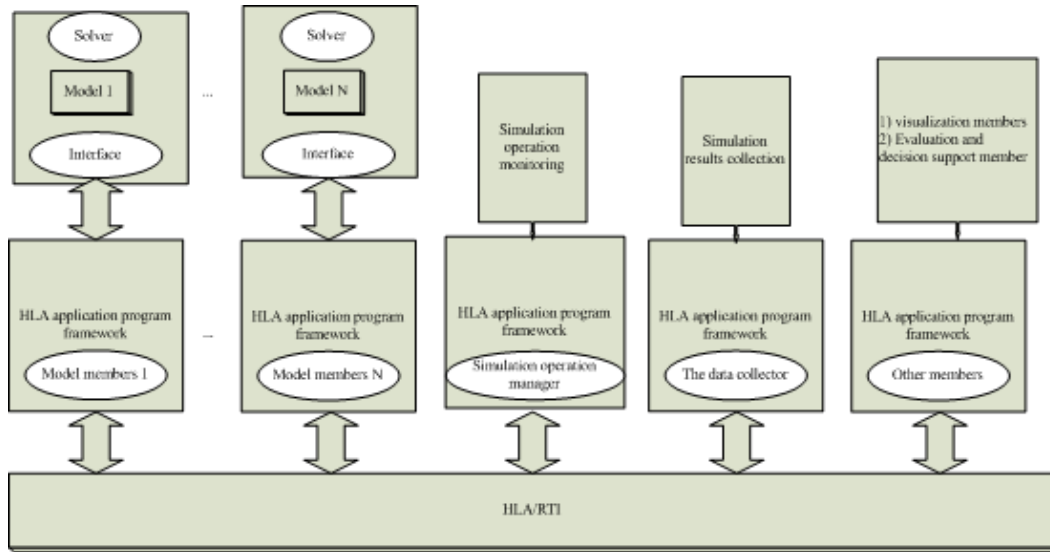 Solver
Model 1
Interface
...
Solver
Model N
Interface
Simulation
operation
monitoring
Simulation
results collection
1) visualization members
2) Evaluation and
decision support member
HLA application program
framework
Model members 1
...
HLA application program
framework
Model members N
HLA application program
framework
Simulation operation
manager
HLA application program
framework
The data collector
HLA application program
framework
Other members
HLA/RTI